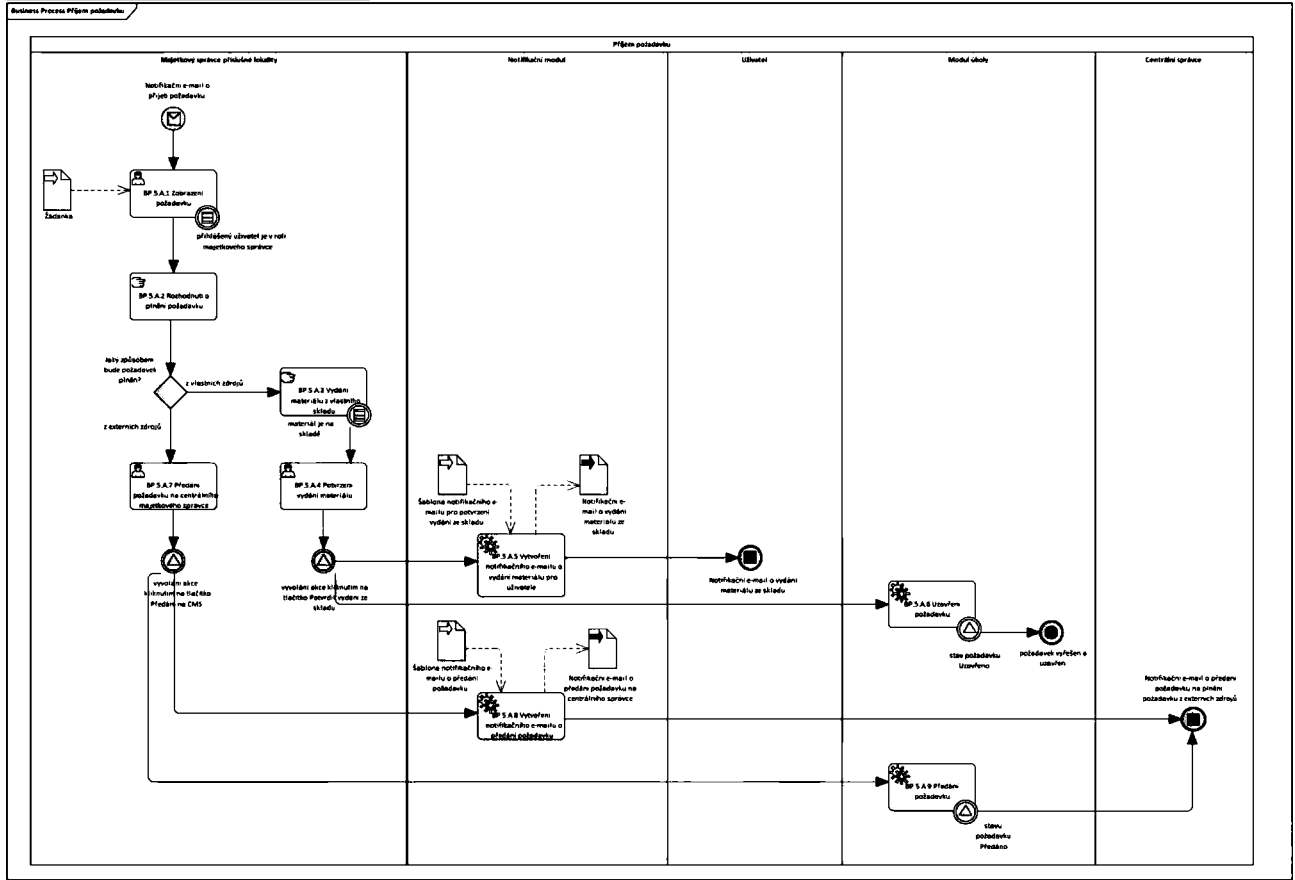 Business Process Příjem požadavku
Příjem požadavku
Majetkový správce příslušné lokality
Notifikační modul
Uživatel
Modul úkoly
Centrální správce
Notifikační e-mail o
přijetí požadavku
BP.5.A.1 Zobrazení
požadavku
Žádanka
přihlášený uživatel je v roli
majetkového správce
BP.5.A.2 Rozhodnutí o
plnění požadavku
Jaký způsobem
bude požadavek
plněn?
z vlastních zdrojů
BP.5.A.3 Vydání
materiálu z vlastního
skladu
materiál je na
skladě
z externích zdrojů
BP.5.A.7 Předání
požadavku na centrálního
majetkového správce
BP.5.A.4 Potvrzení
vydání materiálu
Šablona notifikačního e-
mailu pro potvrzení
vydání ze skladu
Notifikační e-
mail o vydání
materiálu ze
skladu
BP.5.A.5 Vytvoření
notifikačního e-mailu o
vydání materiálu pro
uživatele
vyvolání akce
kliknutím na tlačítko
Předání na CMS
vyvolání akce kliknutím na
tlačítko Potvrdit vydání ze
skladu
Notifikační e-mail o vydání
materiálu ze skladu
BP.5.A.6 Uzavření
požadavku
stav požadavku
Uzavřeno
požadavek vyřešen a
uzavřen
Šablona notifikačního e-
mailu o předání
požadavku
Notifikační e-mail o
předání požadavku na
centrálního správce
BP.5.A.8 Vytvoření
notifikačního e-mailu o
předání požadavku
Notifikační e-mail o předání
požadavku na plnění
požadavku z externích zdrojů
BP.5.A.9 Předání
požadavku
stavu
požadavku
Předáno